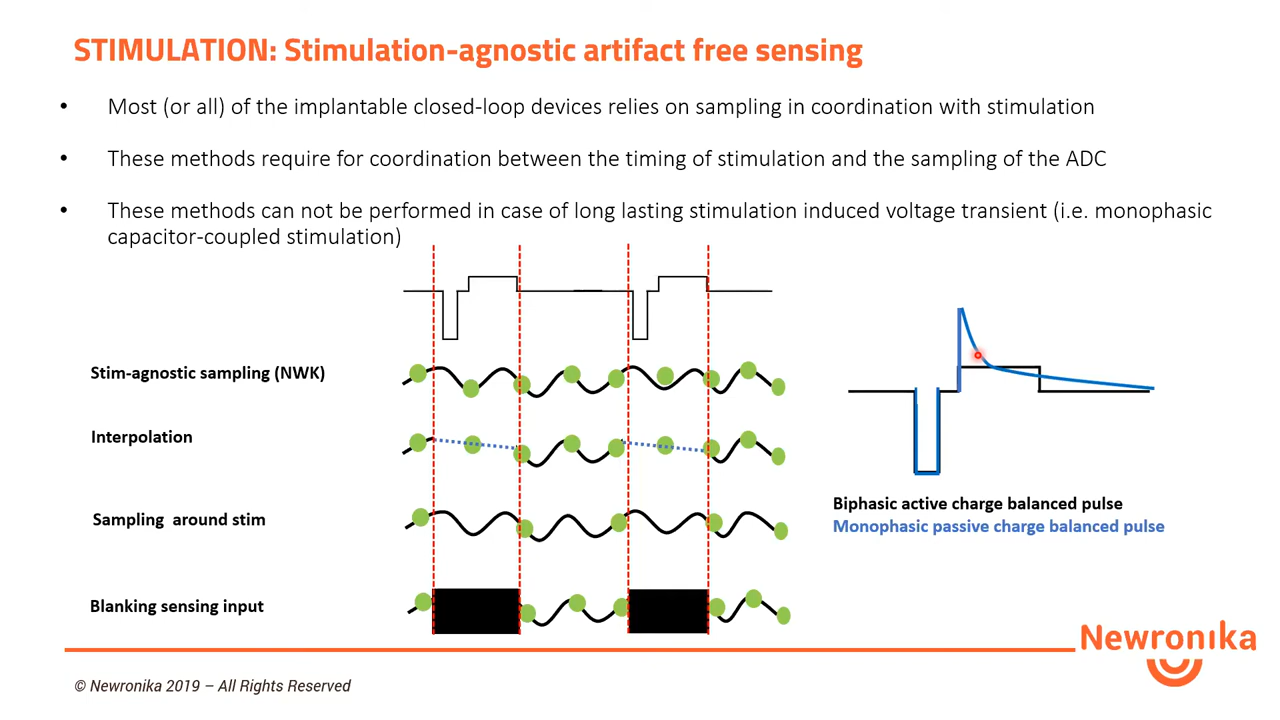 STIMULATION: Stimulation-agnostic artifact free sensing
• Most (or all) of the implantable closed-loop devices relies on sampling in coordination with stimulation
• These methods require for coordination between the timing of stimulation and the sampling of the ADC
• These methods can not be performed in case of long lasting stimulation induced voltage transient (i.e. monophasic
capacitor-coupled stimulation)
Stim-agnostic sampling (NWK)
Interpolation
Sampling around stim
Blanking sensing input
Biphasic active charge balanced pulse
Monophasic passive charge balanced pulse
Newronika
© Newronika 2019 – All Rights Reserved